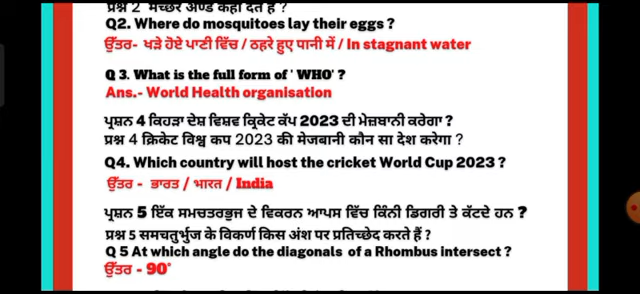 प्रश्न 2 मच्छर अण्डे कहाँ देते है ?
Q2. Where do mosquitoes lay their eggs ?
ਉੱਤਰ- ਖੜੇ ਹੋਏ ਪਾਣੀ ਵਿੱਚ / ठहरे हुए पानी में / In stagnant water
Q 3. What is the full form of ' WHO' ?
Ans.- World Health organisation
ਪ੍ਰਸ਼ਨ 4 ਕਿਹੜਾ ਦੇਸ਼ ਵਿਸ਼ਵ ਕ੍ਰਿਕੇਟ ਕੱਪ 2023 ਦੀ ਮੇਜ਼ਬਾਨੀ ਕਰੇਗਾ ?
प्रश्न 4 क्रिकेट विश्व कप 2023 की मेजबानी कौन सा देश करेगा ?
Q4. Which country will host the cricket World Cup 2023 ?
ਉੱਤਰ - ਭਾਰਤ / भारत / India
ਪ੍ਰਸ਼ਨ 5 ਇੱਕ ਸਮਚਤਰਭੁਜ ਦੇ ਵਿਕਰਨ ਆਪਸ ਵਿੱਚ ਕਿੰਨੀ ਡਿਗਰੀ ਤੇ ਕੱਟਦੇ ਹਨ ?
प्रश्न 5 समचतुर्भुज के विकर्ण किस अंश पर प्रतिच्छेद करते हैं ?
Q 5 At which angle do the diagonals of a Rhombus intersect ?
ਉੱਤਰ - 90°